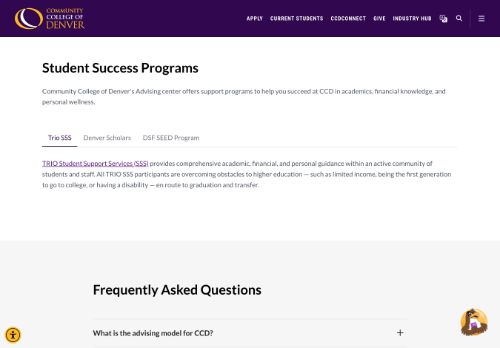 COMMUNITY
COLLEGE OF
DENVER
APPLY CURRENT STUDENTS CCDCONNECT GIVE INDUSTRY HUB
Student Success Programs
Community College of Denver's Advising center offers support programs to help you succeed at CCD in academics, financial knowledge, and
personal wellness.
Trio SSS Denver Scholars DSF SEED Program
TRIO Student Support Services (SSS) provides comprehensive academic, financial, and personal guidance within an active community of
students and staff. All TRIO SSS participants are overcoming obstacles to higher education — such as limited income, being the first generation
to go to college, or having a disability — en route to graduation and transfer.
Frequently Asked Questions
What is the advising model for CCD?